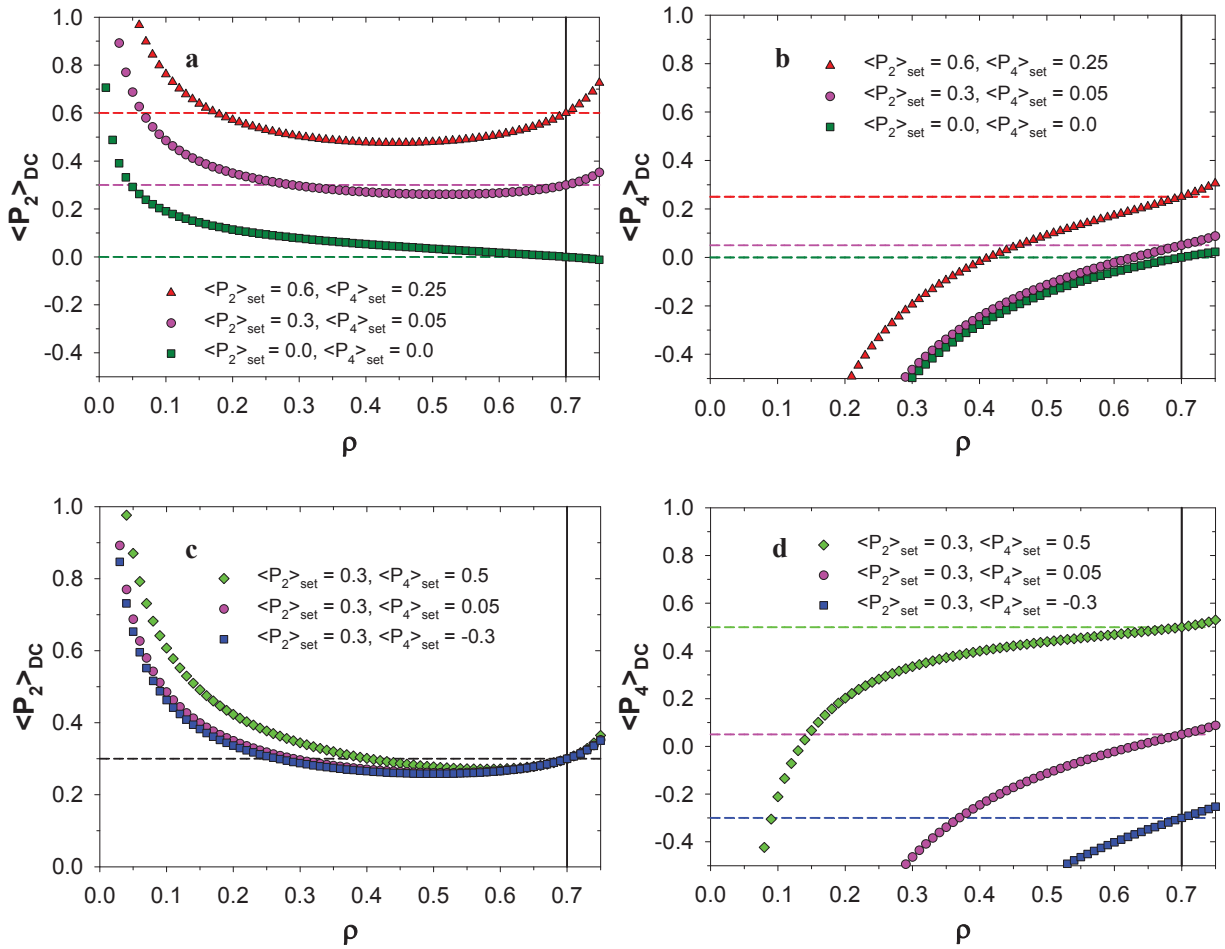 a
<P2>DC
1.0
0.8
0.6
0.4
0.2
0.0
-0.2
-0.4
<P2>set = 0.6, <P4>set = 0.25
<P2>set = 0.3, <P4>set = 0.05
<P2>set = 0.0, <P4>set = 0.0
0.0 0.1 0.2 0.3 0.4 0.5 0.6 0.7
ρ
b
<P4>DC
1.0
0.8
0.6
0.4
0.2
0.0
-0.2
-0.4
<P2>set = 0.6, <P4>set = 0.25
<P2>set = 0.3, <P4>set = 0.05
<P2>set = 0.0, <P4>set = 0.0
0.0 0.1 0.2 0.3 0.4 0.5 0.6 0.7
ρ
c
<P2>DC
1.0
0.8
0.6
0.4
0.2
0.0
<P2>set = 0.3, <P4>set = 0.5
<P2>set = 0.3, <P4>set = 0.05
<P2>set = 0.3, <P4>set = -0.3
0.0 0.1 0.2 0.3 0.4 0.5 0.6 0.7
ρ
d
<P4>DC
1.0
0.8
0.6
0.4
0.2
0.0
-0.2
-0.4
<P2>set = 0.3, <P4>set = 0.5
<P2>set = 0.3, <P4>set = 0.05
<P2>set = 0.3, <P4>set = -0.3
0.0 0.1 0.2 0.3 0.4 0.5 0.6 0.7
ρ